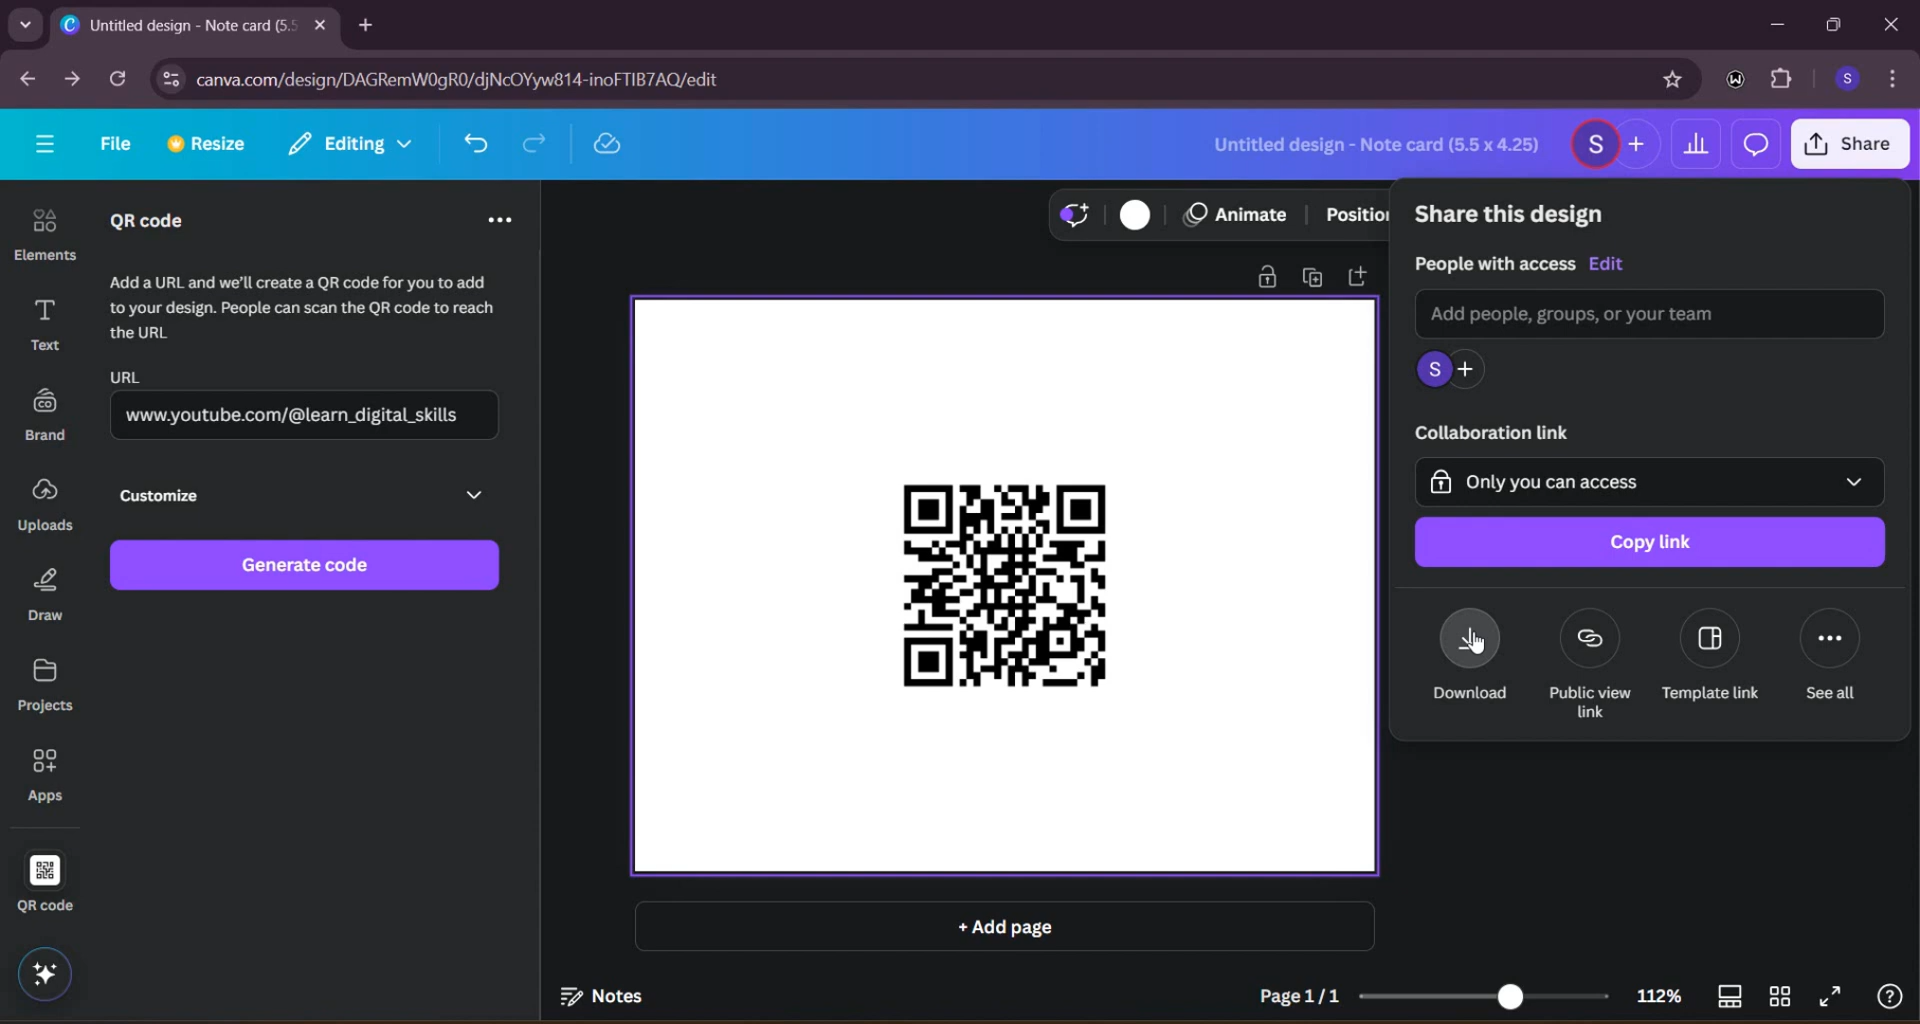 Untitled design - Note card (5.5
canva.com/design/DAGRemW0gR0/djNcOYyw814-inoFTIB7AQ/edit
S
File
Resize
Editing
Untitled design - Note card (5.5 x 4.25)
S
Share
Elements
Text
Brand
Uploads
Draw
Projects
Apps
QR code
QR code
Add a URL and we'll create a QR code for you to add
to your design. People can scan the QR code to reach
the URL
URL
www.youtube.com/@learn_digital_skills
Customize
Generate code
Animate
Position
+ Add page
Notes
Page 1 / 1
112%
Share this design
People with access Edit
Add people, groups, or your team
S
Collaboration link
Only you can access
Copy link
Download
Public view
link
Template link
See all